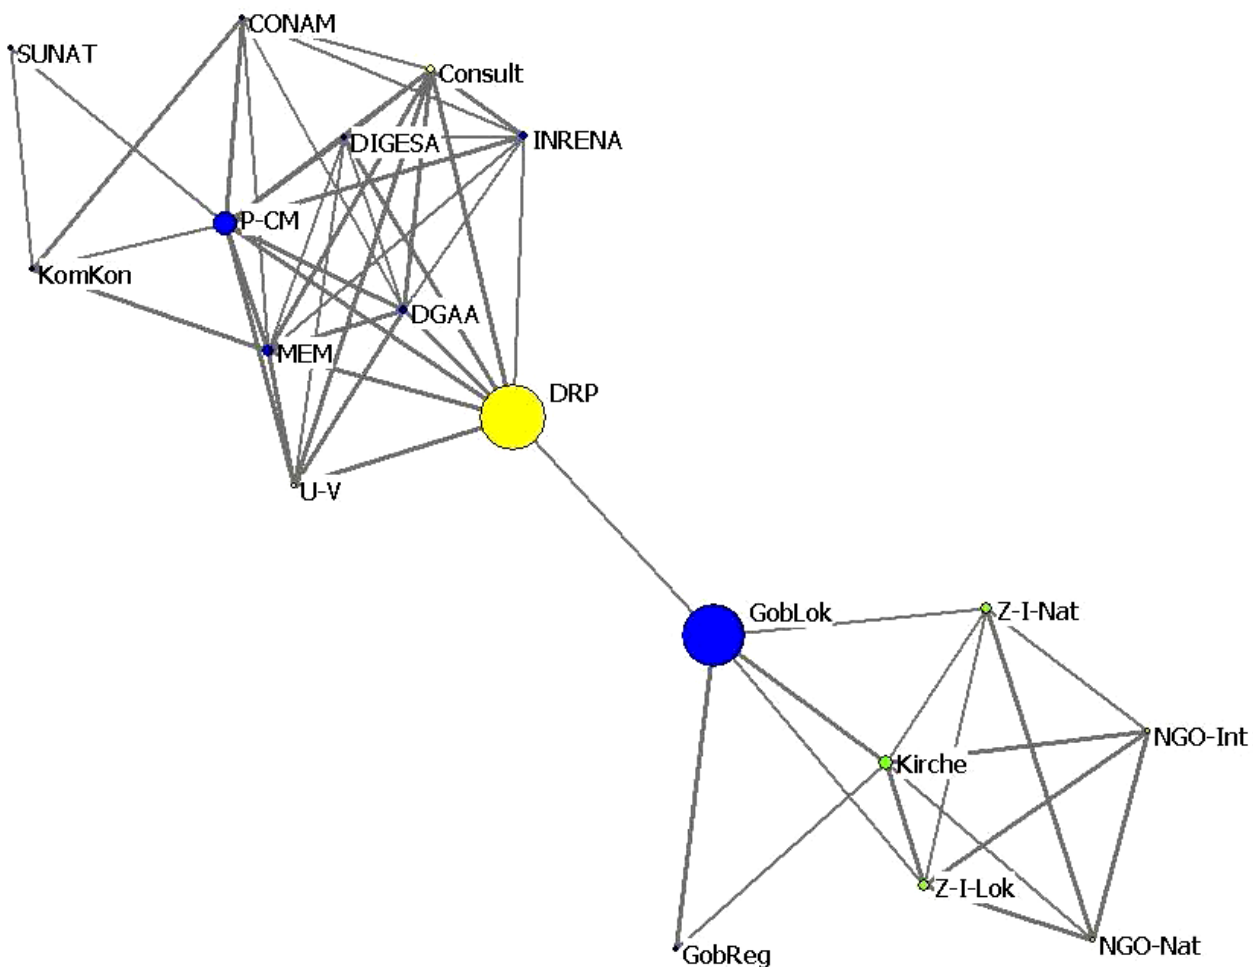 CONAM
SUNAT
Consult
DIGESA
INRENA
P-CM
KomKon
DGAA
MEM
DRP
U-V
GobLok
Z-I-Nat
NGO-Int
Kirche
Z-I-Lok
NGO-Nat
GobReg